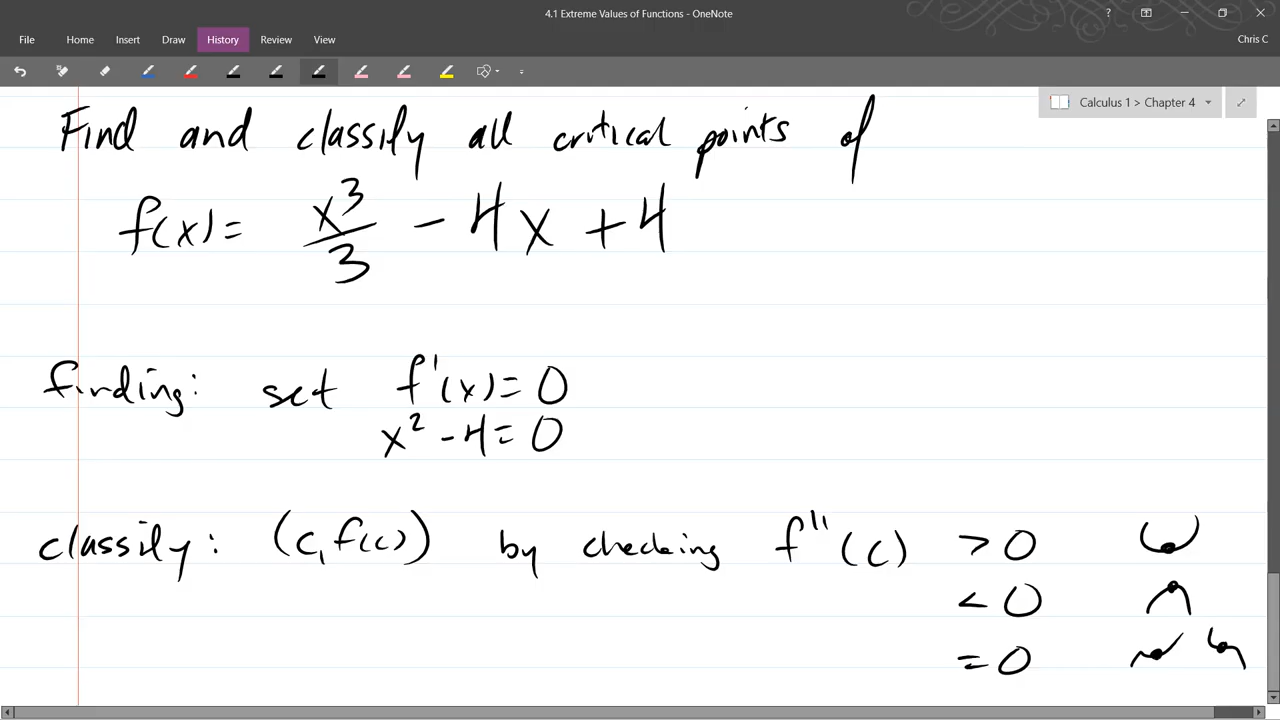 4.1 Extreme Values of Functions - OneNote
File Home Insert Draw History Review View
Chris C
Calculus 1 > Chapter 4
Find and classify all critical points of
f(x) = x³/3 - 4x + 4
finding: set f'(x) = 0
x² - 4 = 0
classify: (c, f(c)) by checking f''(c) > 0
< 0
= 0